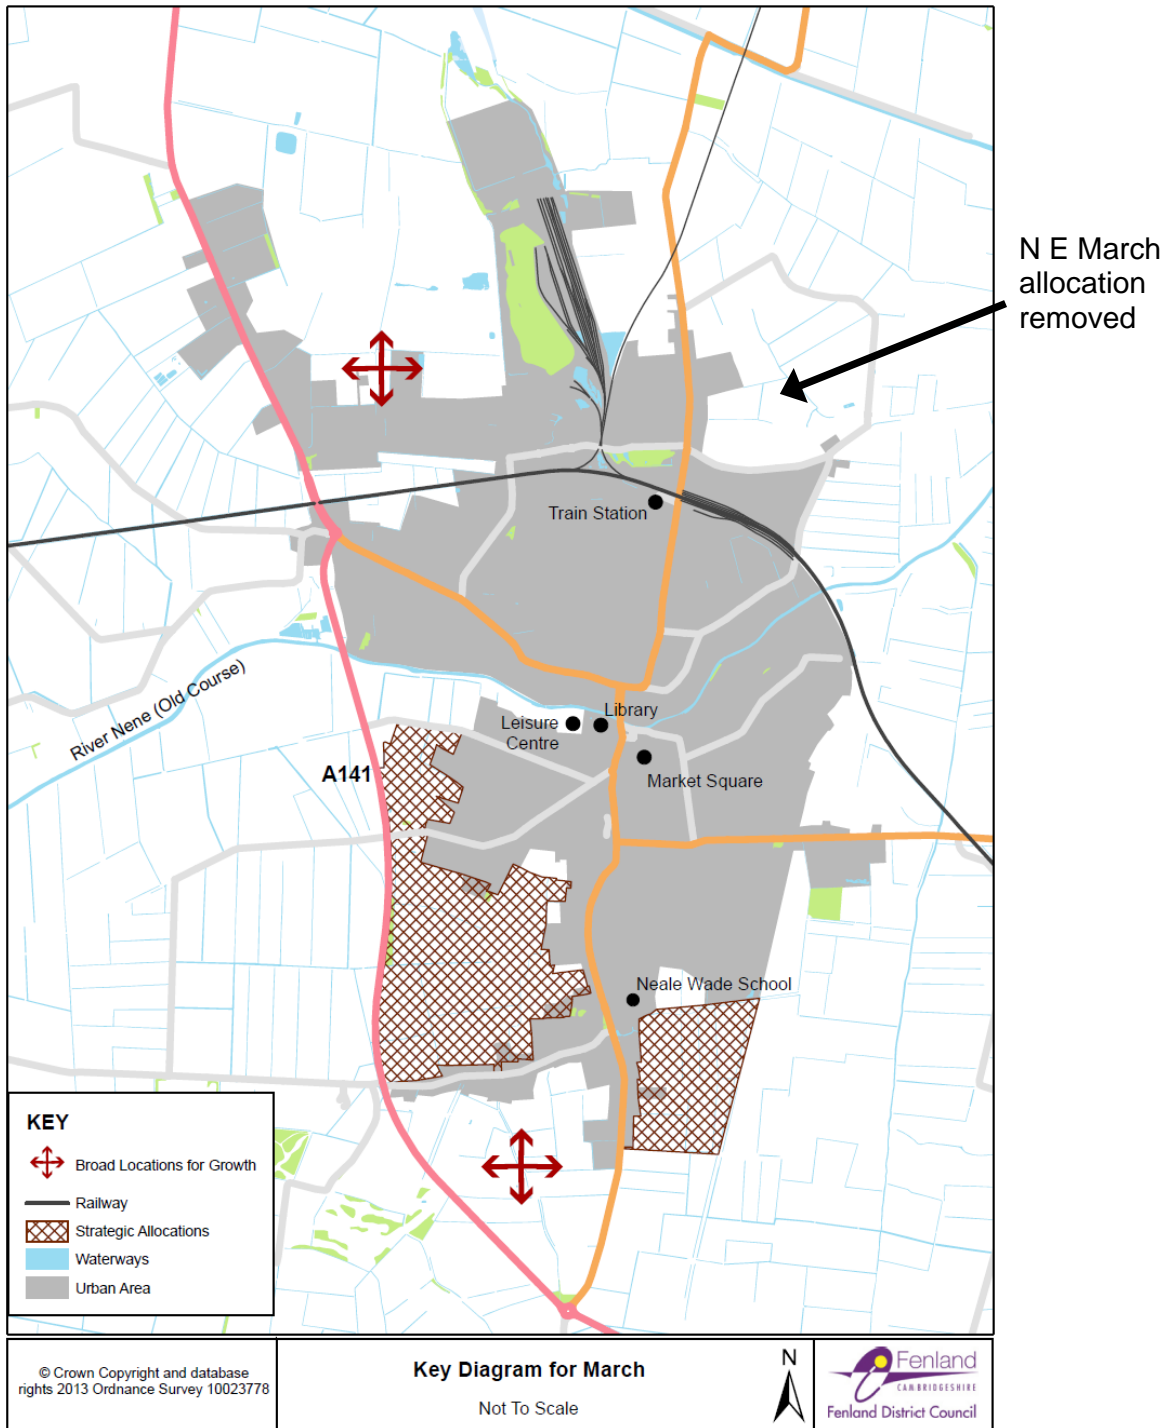 N E March
allocation
removed
Train Station
River Nene (Old Course)
Leisure
Centre
Library
A141
Market Square
Neale Wade School
KEY
Broad Locations for Growth
Railway
Strategic Allocations
Waterways
Urban Area
© Crown Copyright and database
rights 2013 Ordnance Survey 10023778
Key Diagram for March
Not To Scale
N
Fenland
CAMBRIDGESHIRE
Fenland District Council